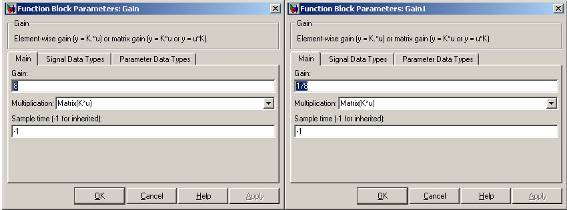 Function Block Parameters: Gain
Gain
Element-wise gain (y = K.*u) or matrix gain (y = K*u or y = u*K).
Main Signal Data Types Parameter Data Types
Gain:
8
Multiplication: Matrix(K*u)
Sample time (-1 for inherited):
-1
OK Cancel Help Apply
Function Block Parameters: Gain1
Gain
Element-wise gain (y = K.*u) or matrix gain (y = K*u or y = u*K).
Main Signal Data Types Parameter Data Types
Gain:
1/8
Multiplication: Matrix(K*u)
Sample time (-1 for inherited):
-1
OK Cancel Help Apply